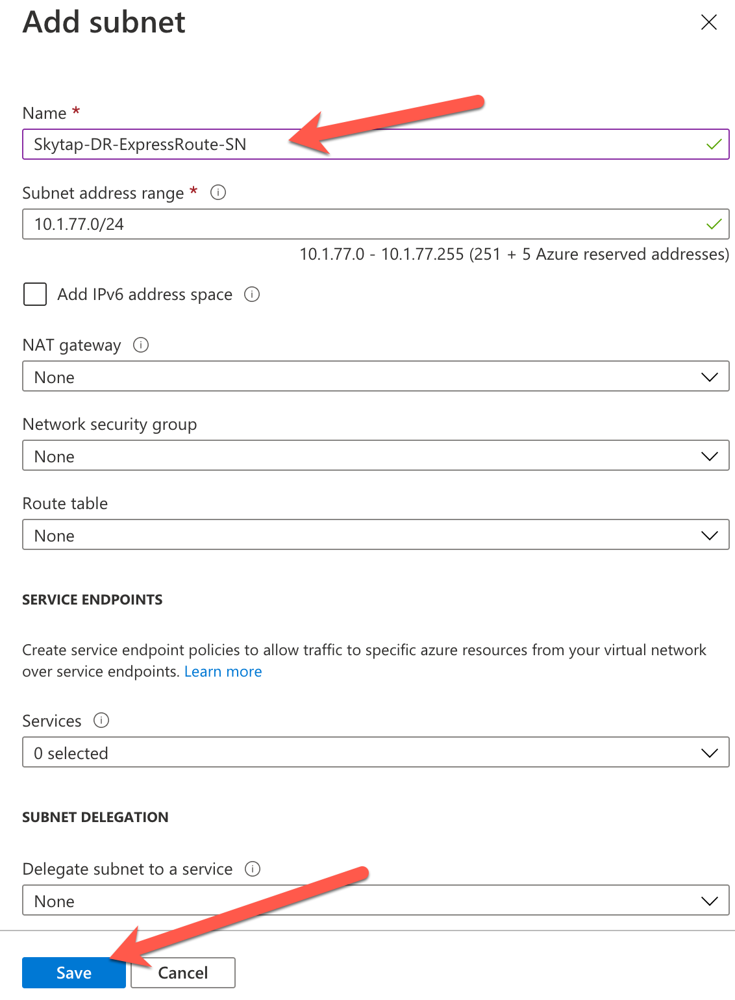 Add subnet
Name *
Skytap-DR-ExpressRoute-SN
Subnet address range *
10.1.77.0/24
10.1.77.0 - 10.1.77.255 (251 + 5 Azure reserved addresses)
Add IPv6 address space
NAT gateway
None
Network security group
None
Route table
None
SERVICE ENDPOINTS
Create service endpoint policies to allow traffic to specific azure resources from your virtual network
over service endpoints. Learn more
Services
0 selected
SUBNET DELEGATION
Delegate subnet to a service
None
Save Cancel